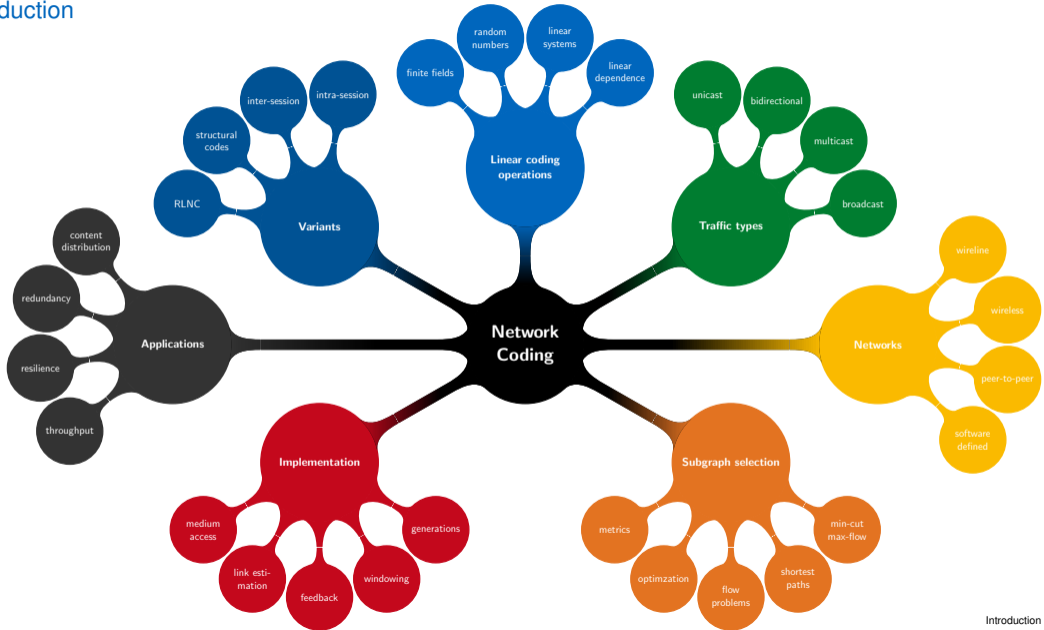 duction
random
numbers
linear
systems
finite fields
linear
dependence
Linear coding
operations
inter-session
intra-session
structural
codes
RLNC
Variants
unicast
bidirectional
multicast
broadcast
Traffic types
content
distribution
redundancy
resilience
throughput
Applications
Network
Coding
wireline
wireless
peer-to-peer
software
defined
Networks
Implementation
medium
access
link esti-
mation
feedback
windowing
generations
Subgraph selection
metrics
optimzation
flow
problems
shortest
paths
min-cut
max-flow
Introduction